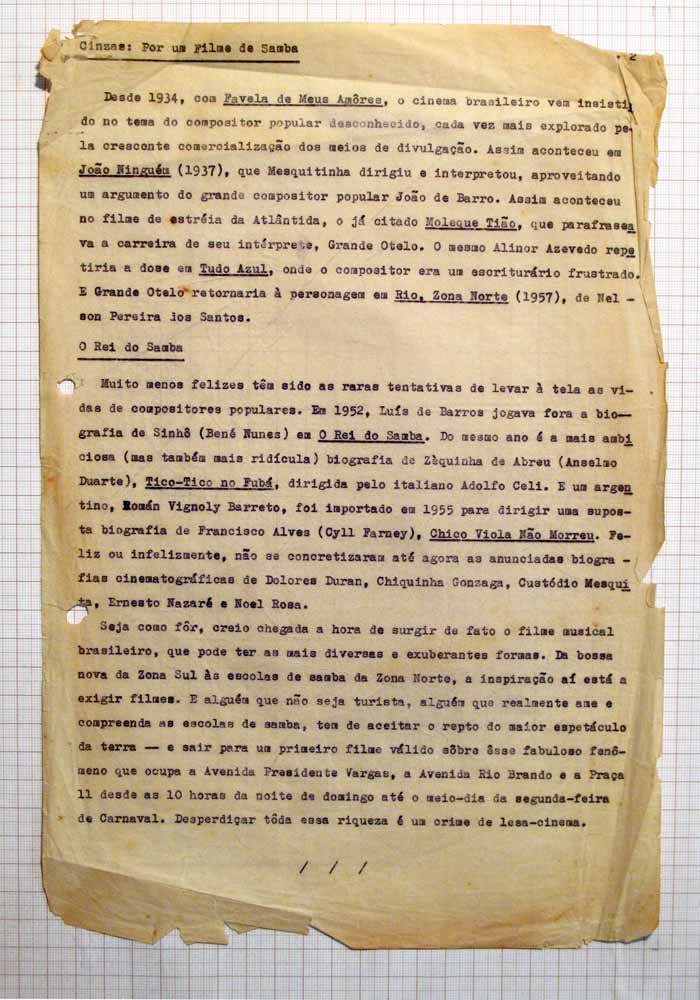 Cinzas: Por um Filme de Samba
. 2
Desde 1934, com Favela de Meus Amôres, o cinema brasileiro vem insisti
do no tema do compositor popular desconhecido, cada vez mais explorado pe-
la crescente comercialização dos meios de divulgação. Assim aconteceu em
João Ninguém (1937), que Mesquitinha dirigiu e interpretou, aproveitando
um argumento do grande compositor popular João de Barro. Assim aconteceu
no filme de estréia da Atlântida, o já citado Moleque Tião, que parafrasea
va a carreira de seu intérprete, Grande Otelo. O mesmo Alinor Azevedo repe
tiria a dose em Tudo Azul, onde o compositor era um escriturário frustrado.
E Grande Otelo retornaria à personagem em Rio, Zona Norte (1957), de Nel -
son Pereira dos Santos.
O Rei do Samba
Muito menos felizes têm sido as raras tentativas de levar à tela as vi-
das de compositores populares. Em 1952, Luís de Barros jogava fora a bio-
grafia de Sinhô (Bené Nunes) em O Rei do Samba. Do mesmo ano é a mais ambi
ciosa (mas também mais ridícula) biografia de Zèquinha de Abreu (Anselmo
Duarte), Tico-Tico no Fubá, dirigida pelo italiano Adolfo Celi. E um argen
tino, Román Vignoly Barreto, foi importado em 1955 para dirigir uma supos-
ta biografia de Francisco Alves (Cyll Farney), Chico Viola Não Morreu. Fe-
liz ou infelizmente, não se concretizaram até agora as anunciadas biogra -
fias cinematográficas de Dolores Duran, Chiquinha Gonzaga, Custódio Mesqui
ta, Ernesto Nazaré e Noel Rosa.
Seja como fôr, creio chegada a hora de surgir de fato o filme musical
brasileiro, que pode ter as mais diversas e exuberantes formas. Da bossa
nova da Zona Sul às escolas de samba da Zona Norte, a inspiração aí está a
exigir filmes. E alguém que não seja turista, alguém que realmente ame e
compreenda as escolas de samba, tem de aceitar o repto do maior espetáculo
da terra — e sair para um primeiro filme válido sôbre êsse fabuloso fenô-
meno que ocupa a Avenida Presidente Vargas, a Avenida Rio Brando e a Praça
11 desde as 10 horas da noite de domingo até o meio-dia da segunda-feira
de Carnaval. Desperdiçar tôda essa riqueza é um crime de lesa-cinema.
/ / /